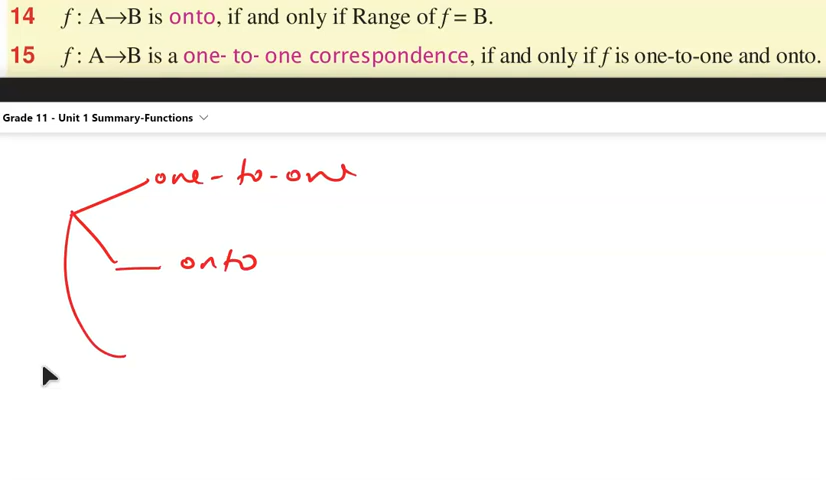 14 f : A→B is onto, if and only if Range of f = B.
15 f : A→B is a one- to- one correspondence, if and only if f is one-to-one and onto.
Grade 11 - Unit 1 Summary-Functions
one-to-one
onto